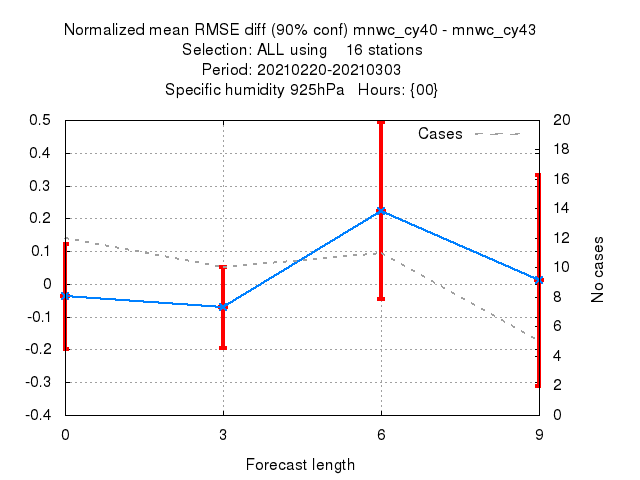 Normalized mean RMSE diff (90% conf) mnwc_cy40 - mnwc_cy43
Selection: ALL using    16 stations
Period: 20210220-20210303
Specific humidity 925hPa   Hours: {00}
0.5
0.4
0.3
0.2
0.1
0
-0.1
-0.2
-0.3
-0.4
Cases
20
18
16
14
12
10
8
6
4
2
0
No cases
0 3 6 9
Forecast length